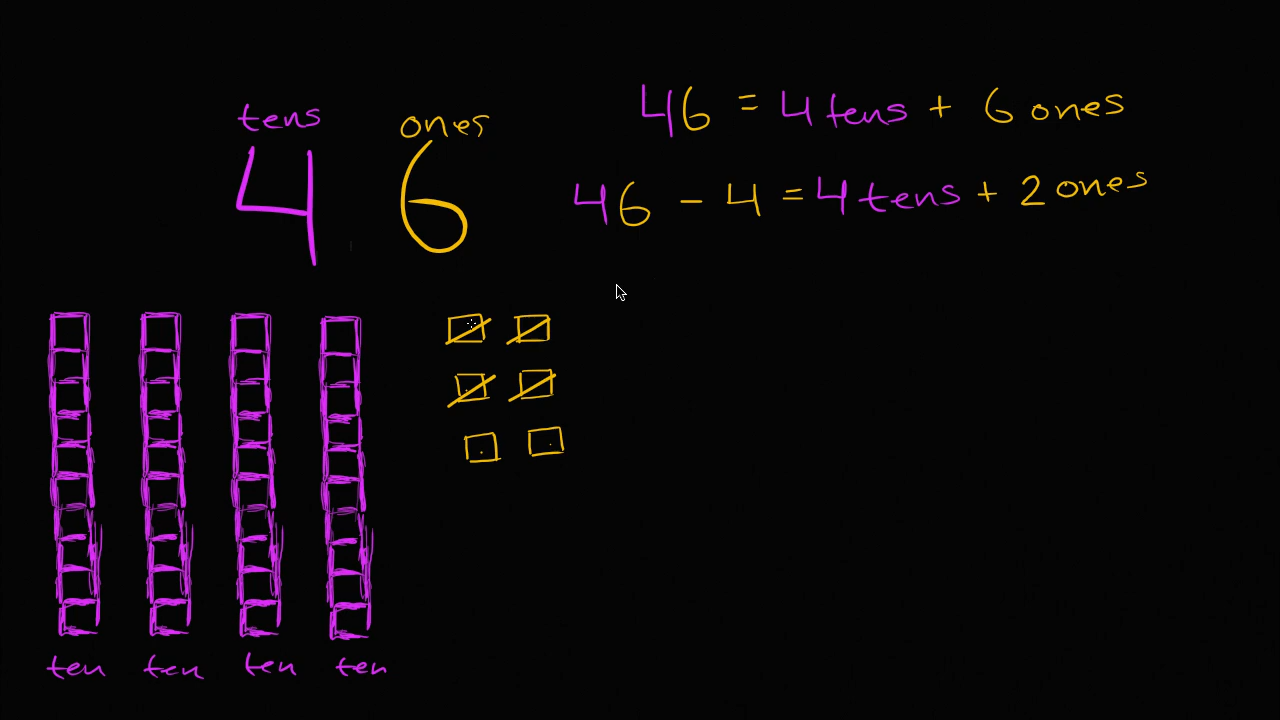 tens ones
4 6
46 = 4 tens + 6 ones
46 - 4 = 4 tens + 2 ones
ten ten ten ten